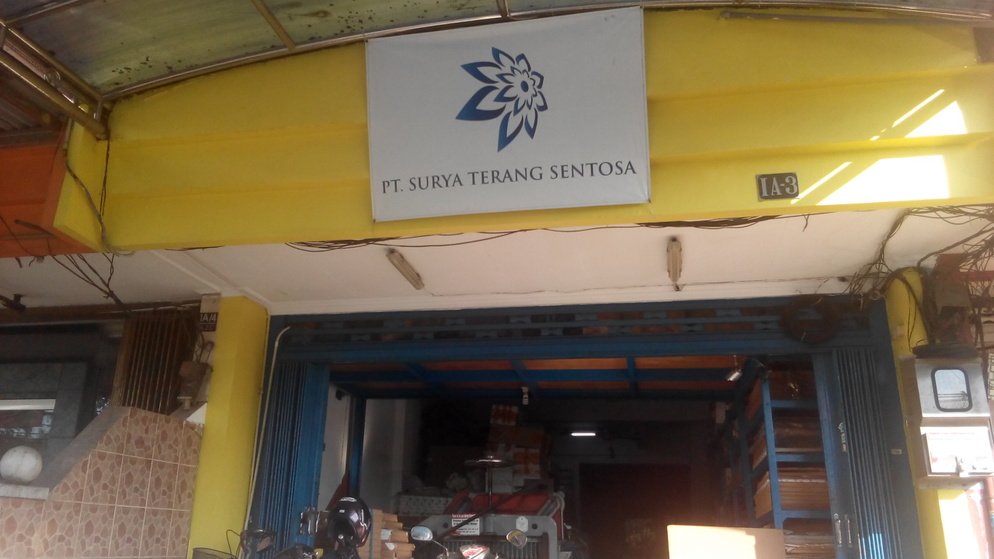 PT. SURYA TERANG SENTOSA
IA-3